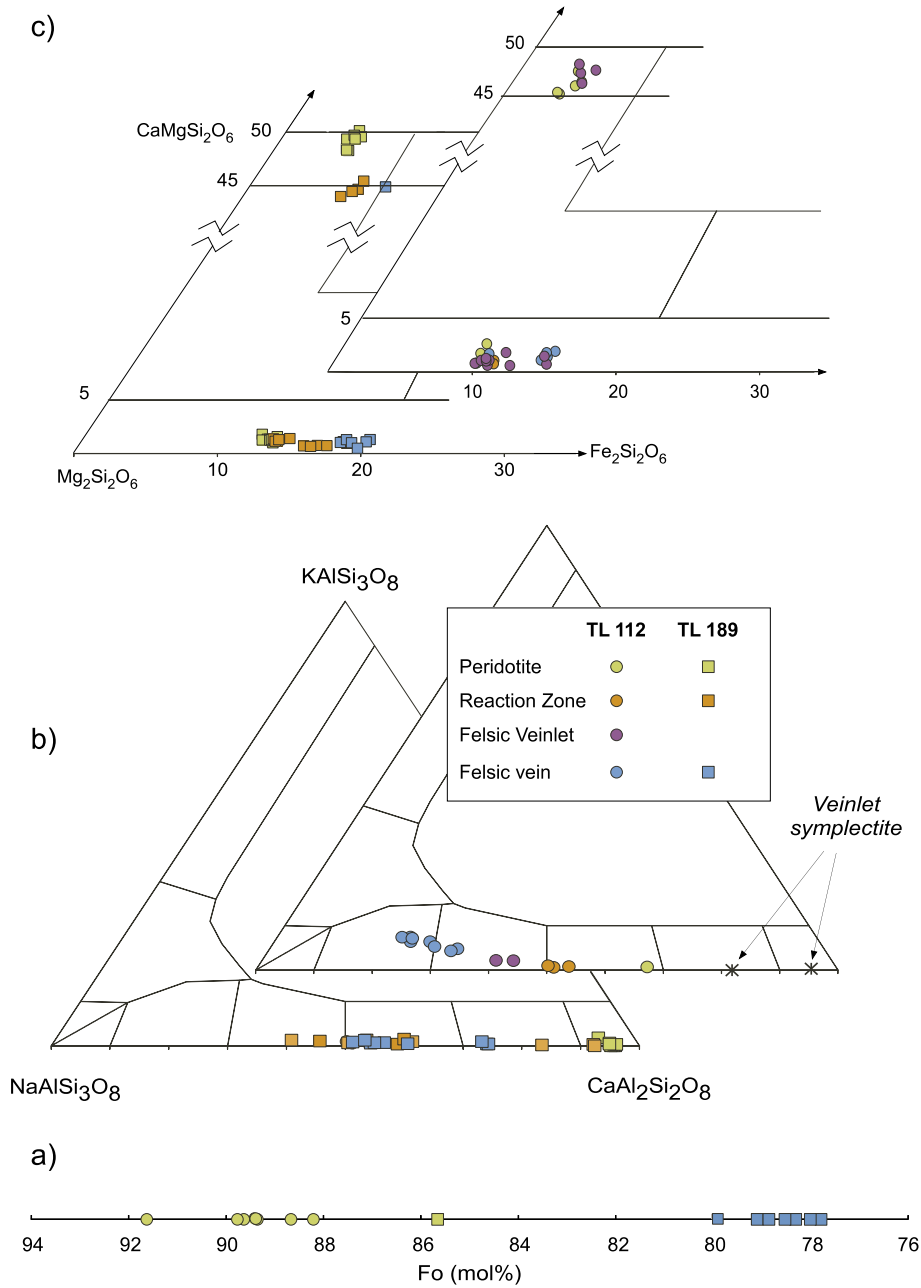 c)
50
45
CaMgSi2O6
50
45
5
5
10
20
30
10
20
30
Mg2Si2O6
Fe2Si2O6
KAlSi3O8
TL 112
TL 189
Peridotite
Reaction Zone
Felsic Veinlet
Felsic vein
b)
Veinlet
symplectite
NaAlSi3O8
CaAl2Si2O8
a)
94
92
90
88
86
84
82
80
78
76
Fo (mol%)